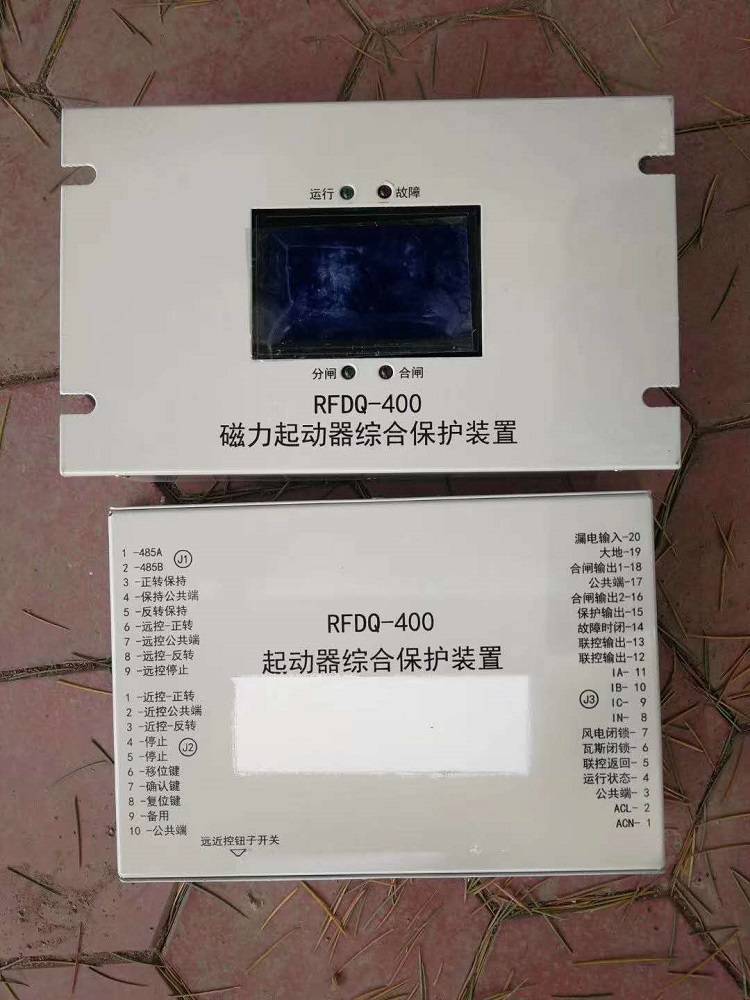 运行 故障
分闸 合闸
RFDQ-400
磁力起动器综合保护装置
1 -485A
2 -485B
J1
3 -正转保持
4 -保持公共端
5 -反转保持
6 -远控-正转
7 -远控公共端
8 -远控-反转
9 -远控停止
1 -近控-正转
2 -近控公共端
3 -近控-反转
4 -停止
5 -停止
J2
6 -移位键
7 -确认键
8 -复位键
9 -备用
10 -公共端
远近控钮子开关
RFDQ-400
起动器综合保护装置
漏电输入-20
大地-19
合闸输出1-18
公共端-17
合闸输出2-16
保护输出-15
故障时闭-14
联控输出-13
联控输出-12
IA- 11
IB- 10
J3
IC- 9
IN- 8
风电闭锁- 7
瓦斯闭锁- 6
联控返回- 5
运行状态- 4
公共端- 3
ACL- 2
ACN- 1